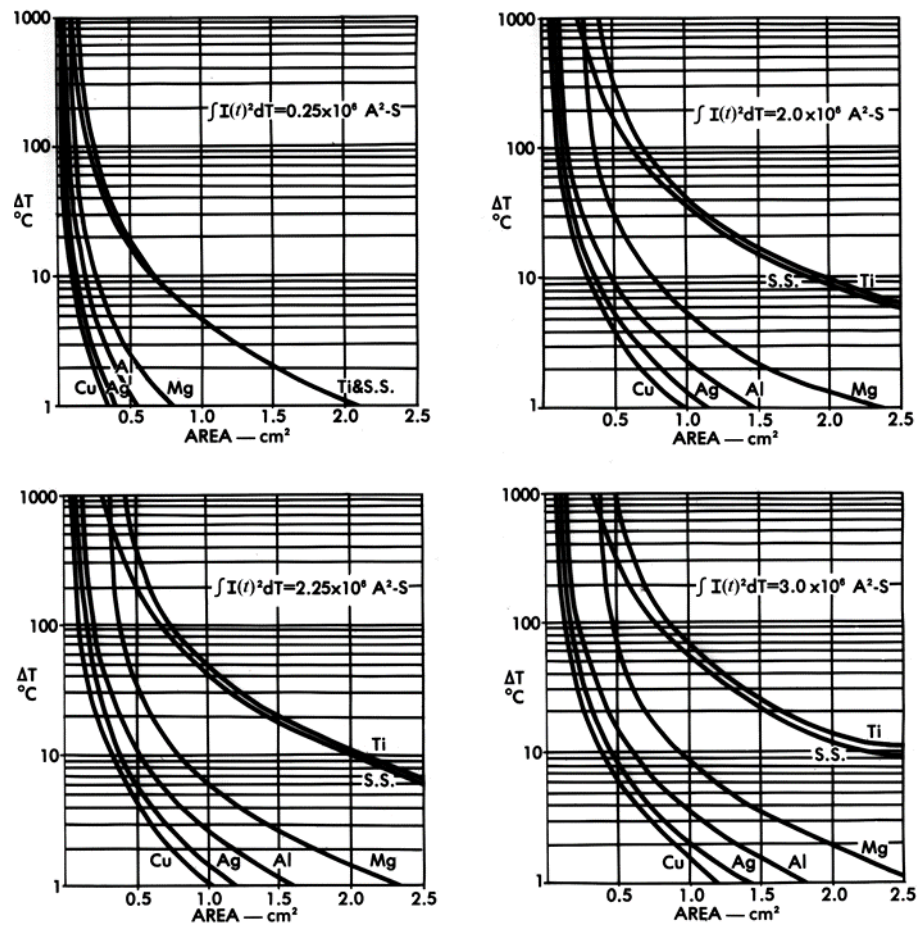 1000
100
ΔT
°C
10
1
∫ I(t)²dT=0.25x10⁶ A²-S
Cu Ag Al Mg Ti&S.S.
0.5 1.0 1.5 2.0 2.5
AREA — cm²
1000
100
ΔT
°C
10
1
∫ I(t)²dT=2.0x10⁶ A²-S
S.S. Ti
Cu Ag Al Mg
0.5 1.0 1.5 2.0 2.5
AREA — cm²
1000
100
ΔT
°C
10
1
∫ I(t)²dT=2.25x10⁶ A²-S
Ti
S.S.
Cu Ag Al Mg
0.5 1.0 1.5 2.0 2.5
AREA — cm²
1000
100
ΔT
°C
10
1
∫ I(t)²dT=3.0x10⁶ A²-S
Ti
S.S.
Cu Ag Al Mg
0.5 1.0 1.5 2.0 2.5
AREA — cm²